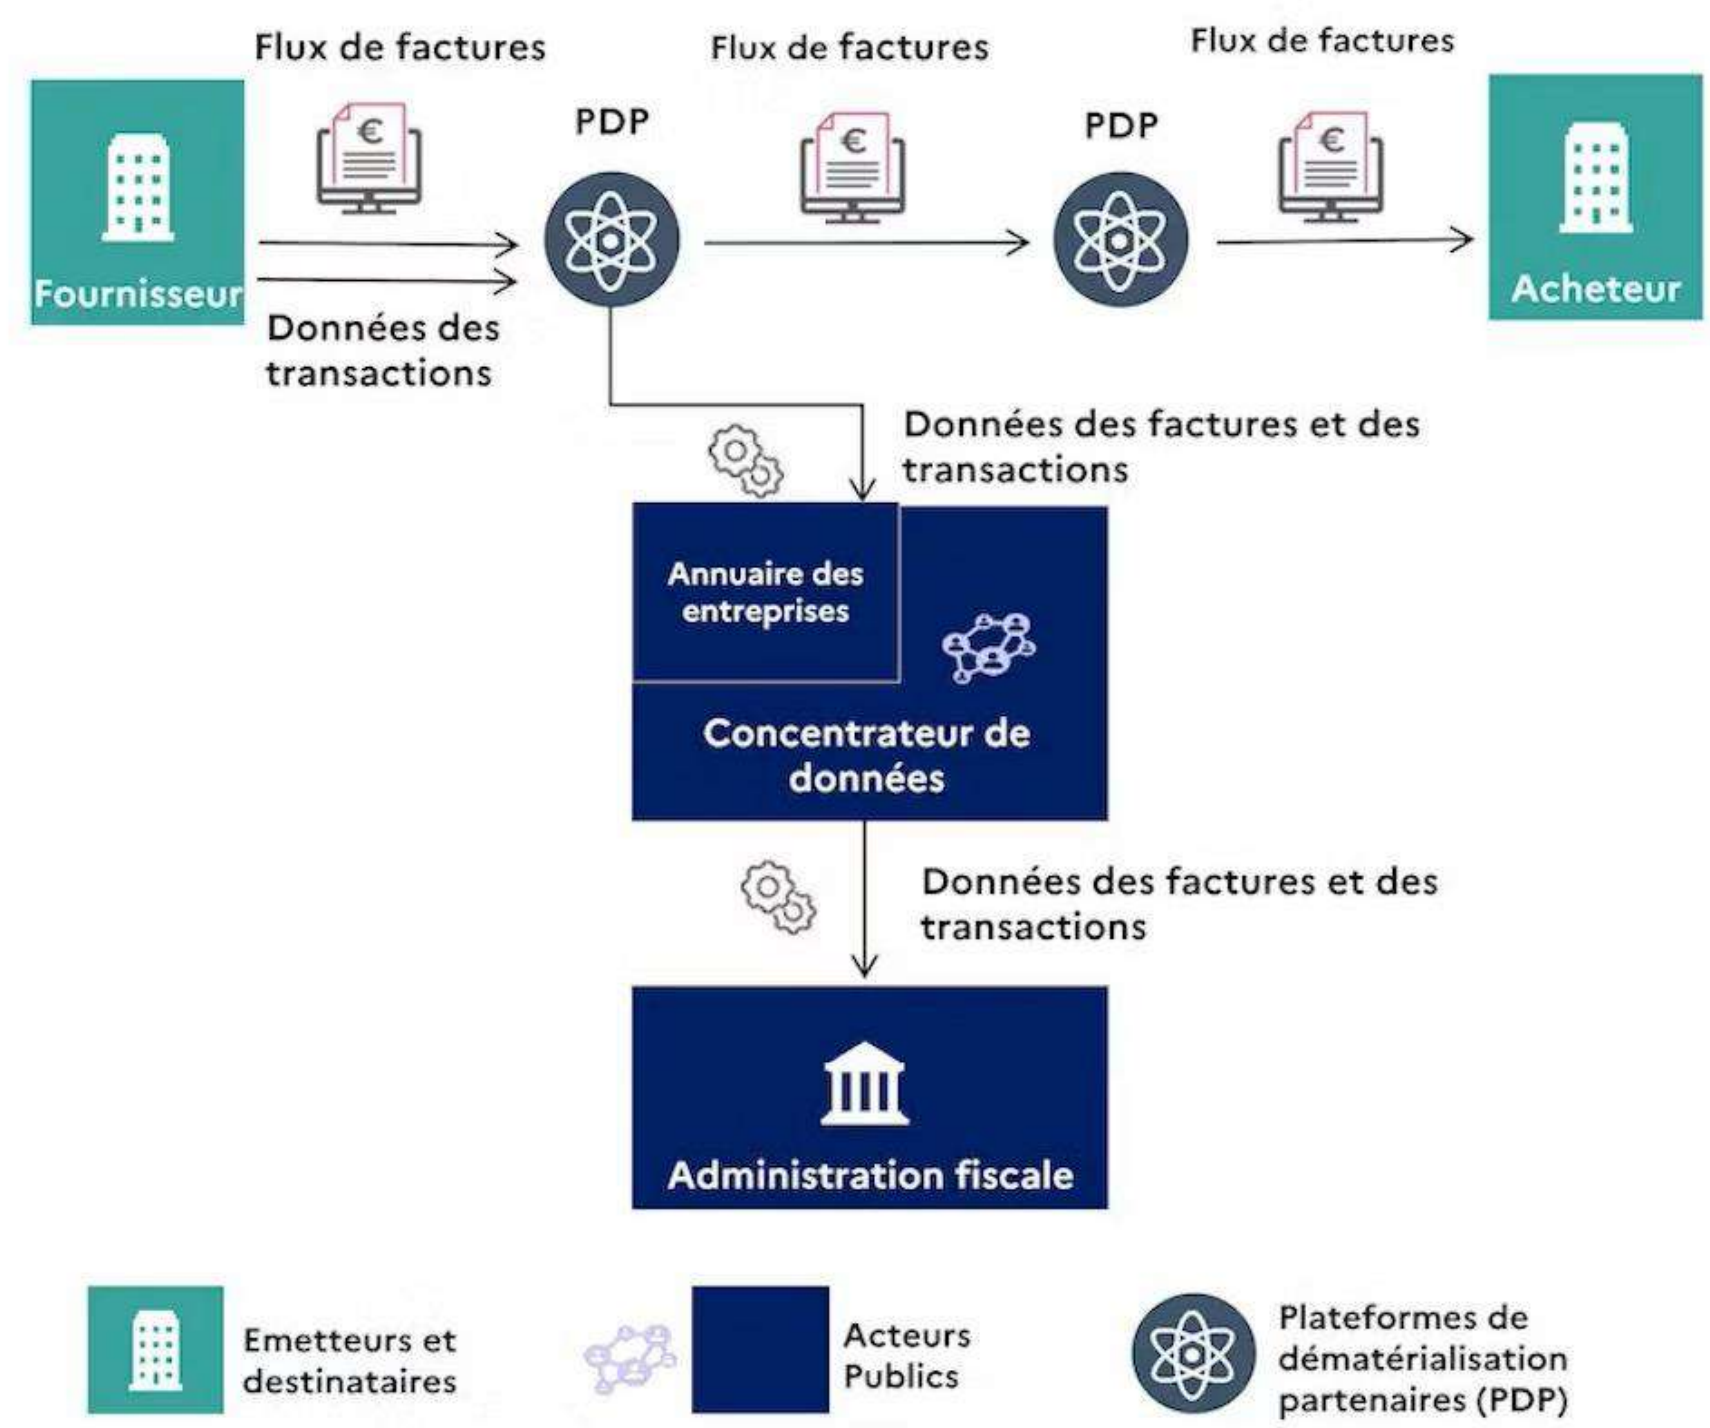 Flux de factures
Flux de factures
Flux de factures
PDP
PDP
€
€
€
Fournisseur
Acheteur
Données des
transactions
Données des factures et des
transactions
Annuaire des
entreprises
Concentrateur de
données
Données des factures et des
transactions
Administration fiscale
Emetteurs et
destinataires
Acteurs
Publics
Plateformes de
dématérialisation
partenaires (PDP)